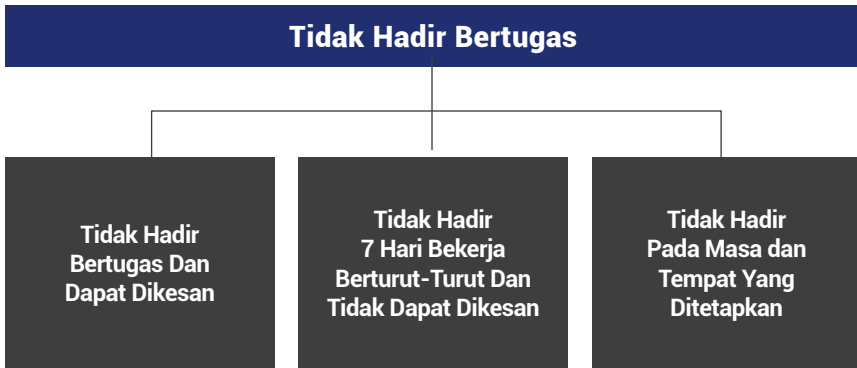 Tidak Hadir Bertugas
Tidak Hadir
Bertugas Dan
Dapat Dikesan
Tidak Hadir
7 Hari Bekerja
Berturut-Turut Dan
Tidak Dapat Dikesan
Tidak Hadir
Pada Masa dan
Tempat Yang
Ditetapkan